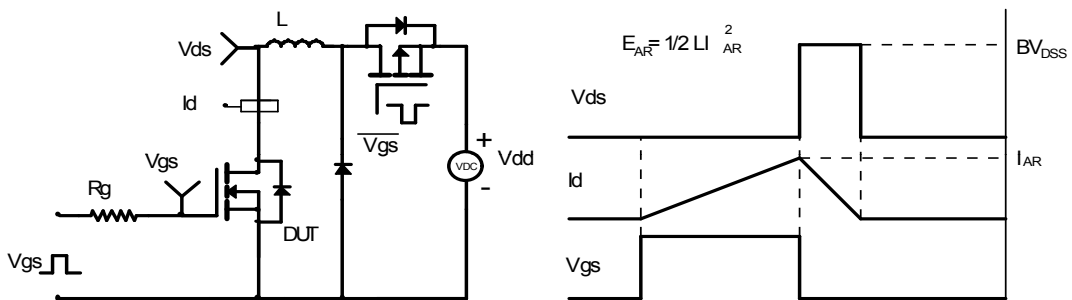 L
Vds
Id
Vgs
Rg
Vgs
DUT
Vgs
VDC
+
-
Vdd
E_AR= 1/2 LI_AR^2
Vds
BV_DSS
Id
I_AR
Vgs